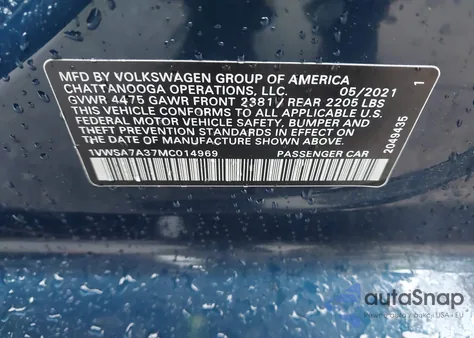 MFD BY VOLKSWAGEN GROUP OF AMERICA
CHATTANOOGA OPERATIONS, LLC. 05/2021 1
GVWR 4475 GAWR FRONT 2381 / REAR 2205 LBS
THIS VEHICLE CONFORMS TO ALL APPLICABLE U.S.
FEDERAL MOTOR VEHICLE SAFETY, BUMPER AND
THEFT PREVENTION STANDARDS IN EFFECT ON THE
DATE OF MANUFACTURE SHOWN ABOVE.
1VWSA7A37MC014969 PASSENGER CAR
2049435
autoSnap